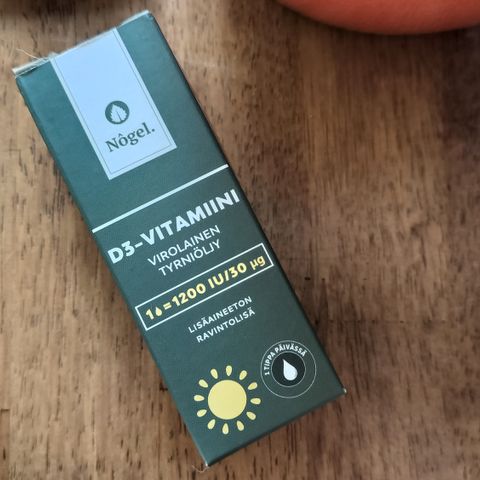 Nôgel.
D3-VITAMIINI
VIROLAINEN
TYRNIÖLJY
1 = 1200 IU/30 µg
LISÄAINEETON
RAVINTOLISÄ
1 TIPPA PÄIVÄSSÄ